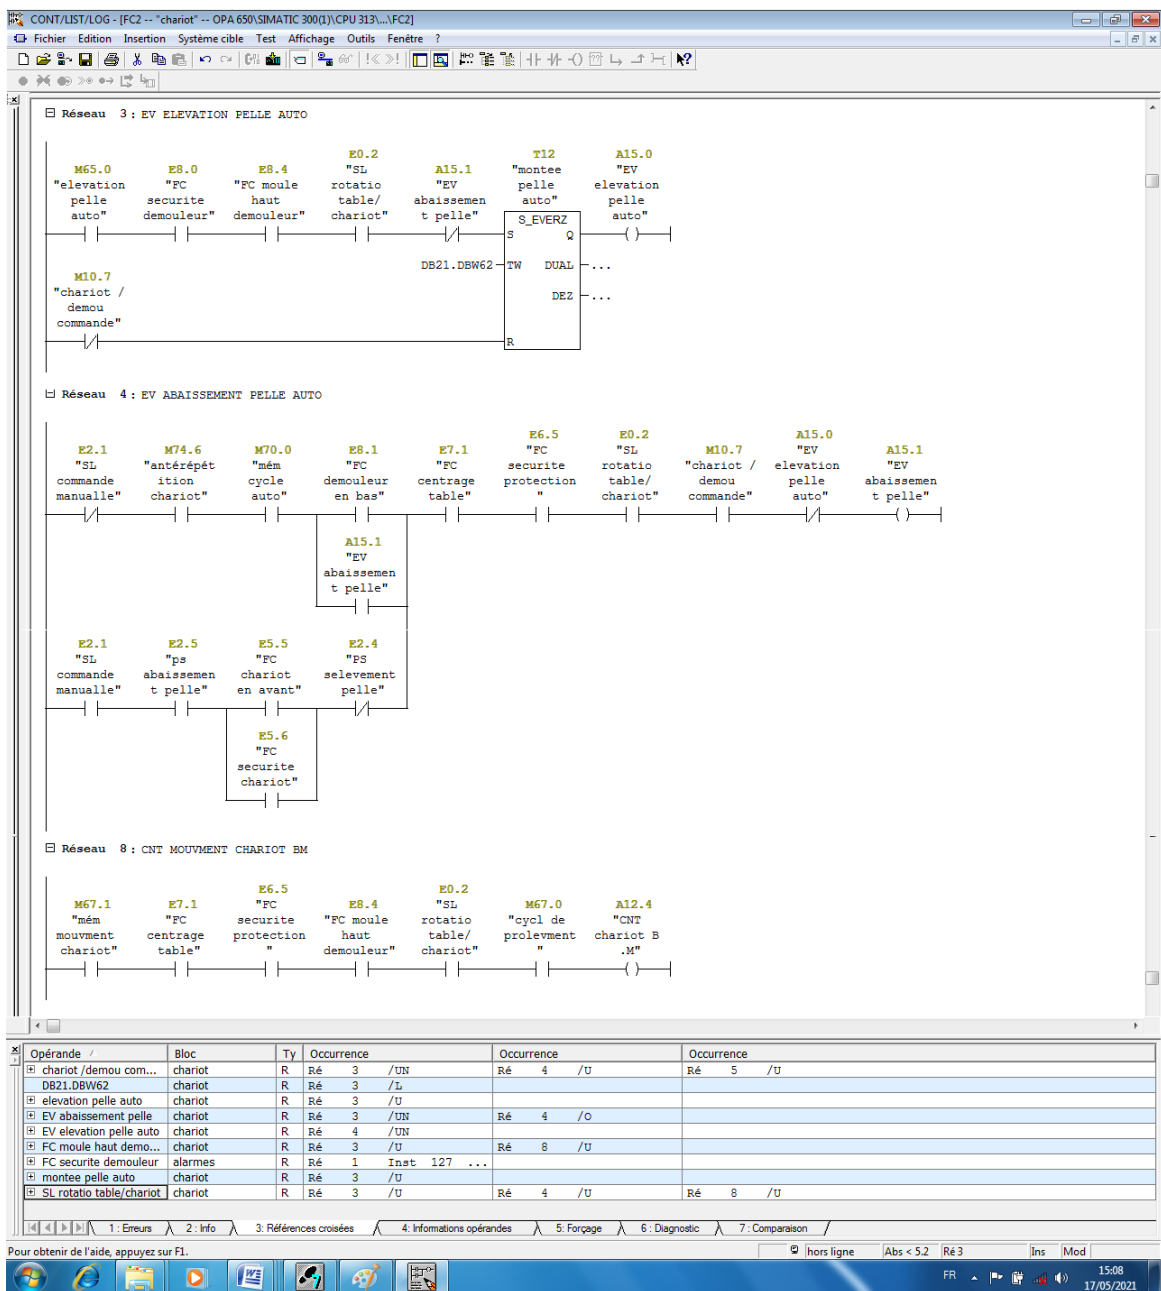 CONT/LIST/LOG - [FC2 -- "chariot" -- OPA 650\SIMATIC 300(1)\CPU 313\...\FC2]
Fichier Edition Insertion Système cible Test Affichage Outils Fenêtre ?
Réseau 3 : EV ELEVATION PELLE AUTO
M65.0
"elevation
pelle
auto"
E8.0
"FC
securite
demouleur"
E8.4
"FC moule
haut
demouleur"
E0.2
"SL
rotatio
table/
chariot"
A15.1
"EV
abaissemen
t pelle"
T12
"montee
pelle
auto"
S_EVERZ
S Q
A15.0
"EV
elevation
pelle
auto"
DB21.DBW62 TW DUAL ...
DEZ ...
M10.7
"chariot /
demou
commande"
R
Réseau 4 : EV ABAISSEMENT PELLE AUTO
E2.1
"SL
commande
manualle"
M74.6
"antérépét
ition
chariot"
M70.0
"mém
cycle
auto"
E8.1
"FC
demouleur
en bas"
E7.1
"FC
centrage
table"
E6.5
"FC
securite
protection
"
E0.2
"SL
rotatio
table/
chariot"
M10.7
"chariot /
demou
commande"
A15.0
"EV
elevation
pelle
auto"
A15.1
"EV
abaissemen
t pelle"
A15.1
"EV
abaissemen
t pelle"
E2.1
"SL
commande
manualle"
E2.5
"ps
abaissemen
t pelle"
E5.5
"FC
chariot
en avant"
E2.4
"PS
selevement
pelle"
E5.6
"FC
securite
chariot"
Réseau 8 : CNT MOUVMENT CHARIOT BM
M67.1
"mém
mouvment
chariot"
E7.1
"FC
centrage
table"
E6.5
"FC
securite
protection
"
E8.4
"FC moule
haut
demouleur"
E0.2
"SL
rotatio
table/
chariot"
M67.0
"cycl de
prolevment
"
A12.4
"CNT
chariot B
.M"
Opérande Bloc Ty Occurrence Occurrence Occurrence
chariot /demou com... chariot R Ré 3 /UN Ré 4 /U Ré 5 /U
DB21.DBW62 chariot R Ré 3 /L
elevation pelle auto chariot R Ré 3 /U
EV abaissement pelle chariot R Ré 3 /UN Ré 4 /O
EV elevation pelle auto chariot R Ré 4 /UN
FC moule haut demo... chariot R Ré 3 /U Ré 8 /U
FC securite demouleur alarmes R Ré 1 Inst 127 ...
montee pelle auto chariot R Ré 3 /U
SL rotatio table/chariot chariot R Ré 3 /U Ré 4 /U Ré 8 /U
1 : Erreurs 2 : Info 3: Références croisées 4: Informations opérandes 5: Forçage 6 : Diagnostic 7 : Comparaison
Pour obtenir de l'aide, appuyez sur F1. hors ligne Abs < 5.2 Ré 3 Ins Mod
FR 15:08
17/05/2021